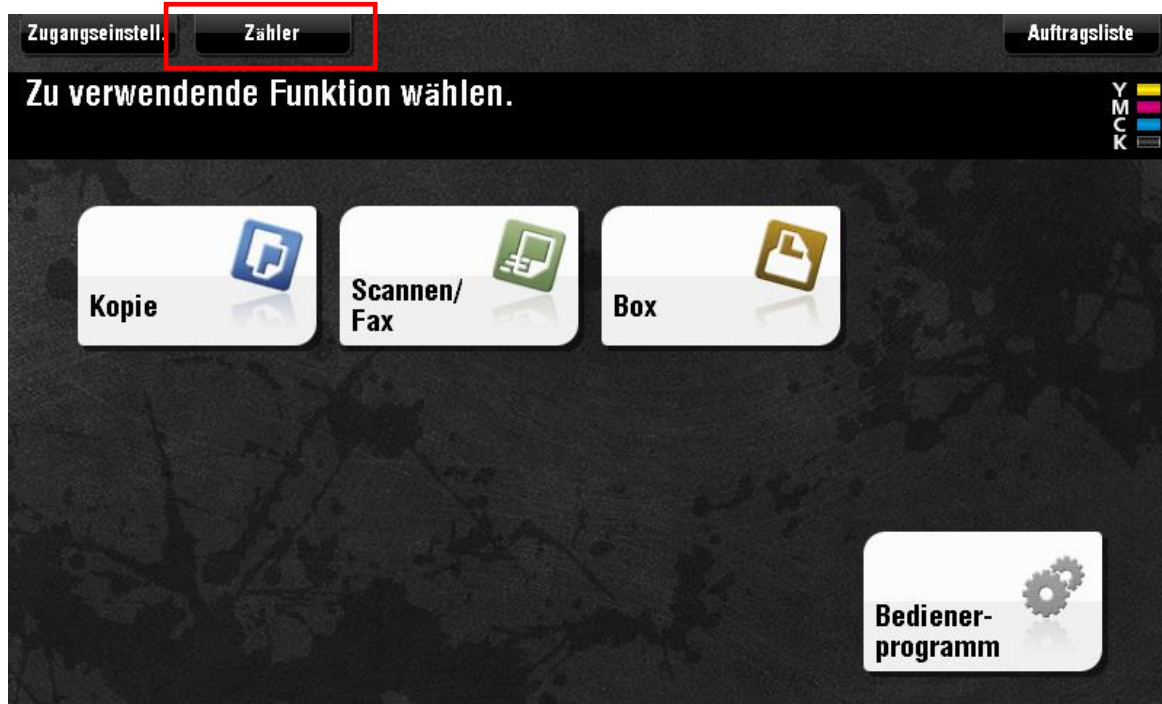 Zugangseinstell.
Zähler
Auftragsliste
Zu verwendende Funktion wählen.
Y
M
C
K
Kopie
Scannen/
Fax
Box
Bediener-
programm